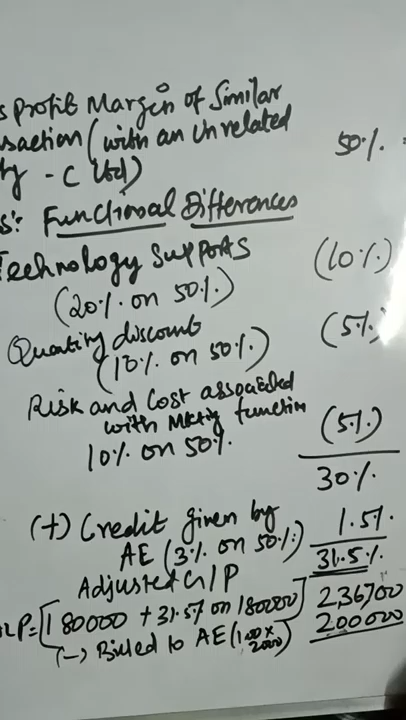 s Profit Margin of Similar
saction (with an Unrelated
ty - C Ltd) 50%.
s: Functional Differences
Technology Supports (10%)
(20% on 50%)
Quantity discount (5%)
(10% on 50%)
Risk and Cost associated
with Mktg function (5%)
10% on 50%
30%
(+) Credit given by
AE (3% on 50%) 1.5%
31.5%
Adjusted G/P
LP = [180000 + 31.5% on 180000] 236700
(-) Billed to AE (100 x 2000) 200000